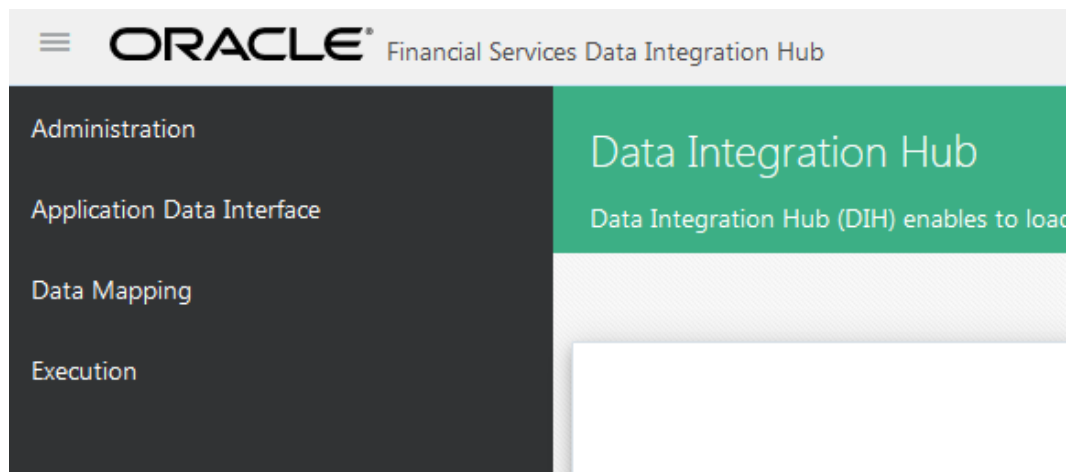 ORACLE® Financial Services Data Integration Hub
Administration
Application Data Interface
Data Mapping
Execution
Data Integration Hub
Data Integration Hub (DIH) enables to load